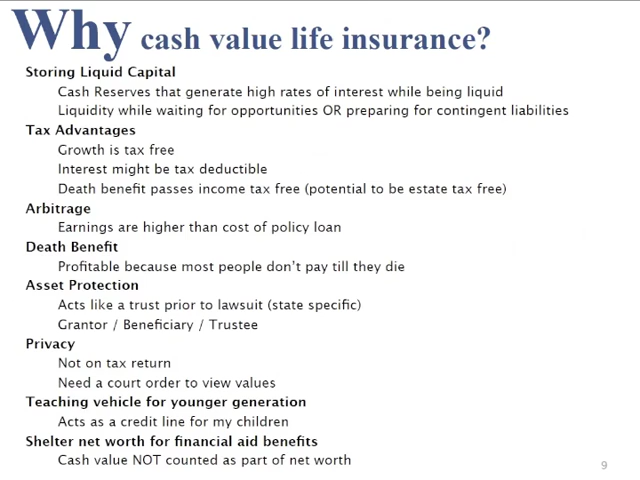 Why cash value life insurance?
Storing Liquid Capital
Cash Reserves that generate high rates of interest while being liquid
Liquidity while waiting for opportunities OR preparing for contingent liabilities
Tax Advantages
Growth is tax free
Interest might be tax deductible
Death benefit passes income tax free (potential to be estate tax free)
Arbitrage
Earnings are higher than cost of policy loan
Death Benefit
Profitable because most people don't pay till they die
Asset Protection
Acts like a trust prior to lawsuit (state specific)
Grantor / Beneficiary / Trustee
Privacy
Not on tax return
Need a court order to view values
Teaching vehicle for younger generation
Acts as a credit line for my children
Shelter net worth for financial aid benefits
Cash value NOT counted as part of net worth
9